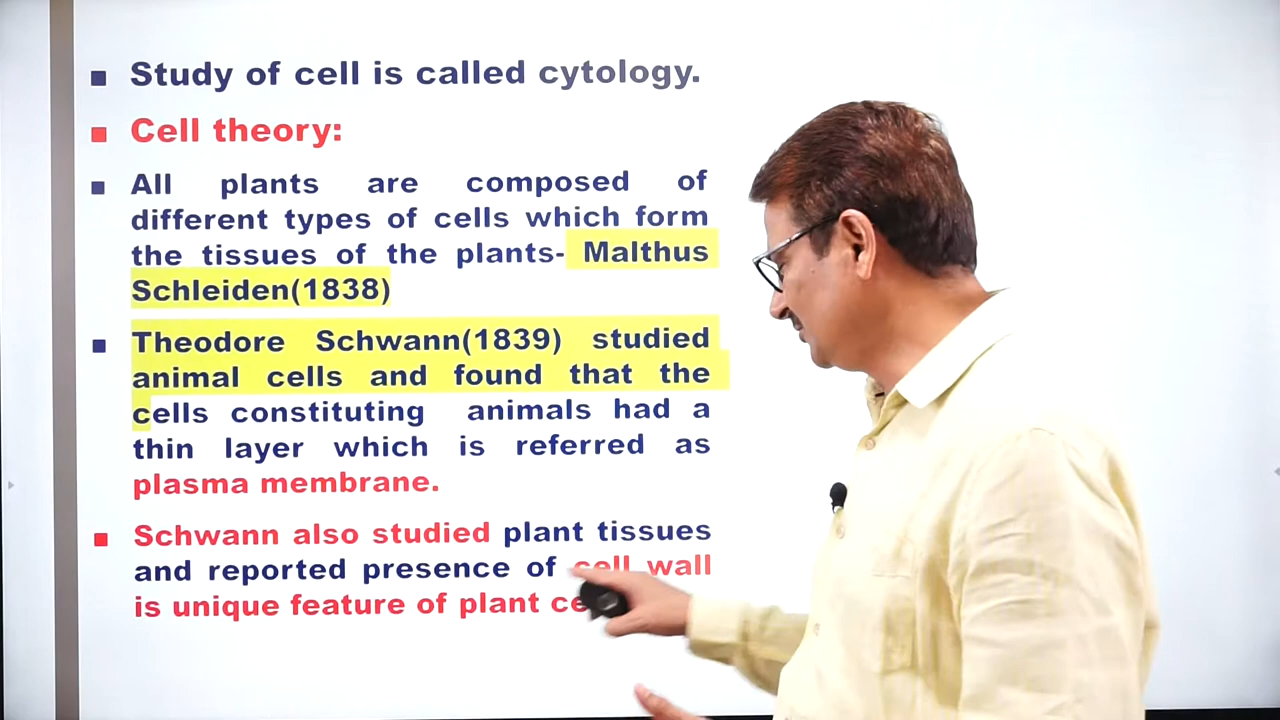 Study of cell is called cytology.
Cell theory:
All plants are composed of
different types of cells which form
the tissues of the plants- Malthus
Schleiden(1838)
Theodore Schwann(1839) studied
animal cells and found that the
cells constituting animals had a
thin layer which is referred as
plasma membrane.
Schwann also studied plant tissues
and reported presence of cell wall
is unique feature of plant